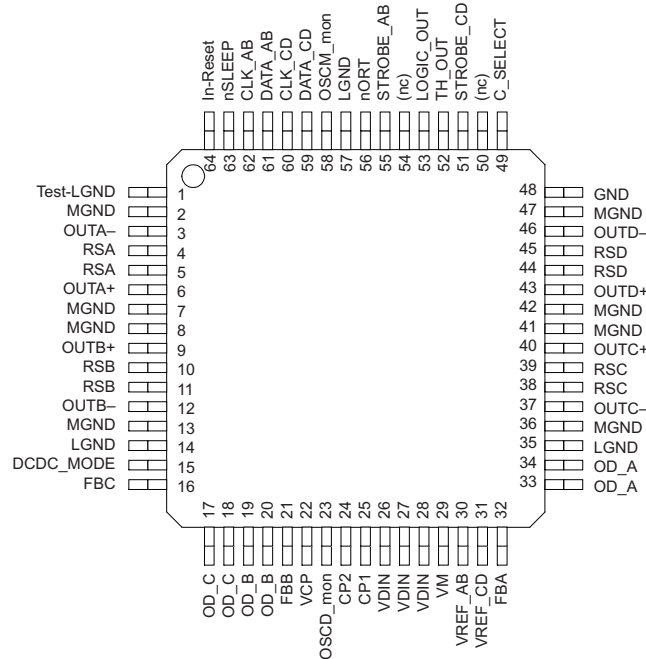 In-Reset
nSLEEP
CLK_AB
DATA_AB
CLK_CD
DATA_CD
OSCM_mon
LGND
nORT
STROBE_AB
(nc)
LOGIC_OUT
TH_OUT
STROBE_CD
(nc)
C_SELECT
64 63 62 61 60 59 58 57 56 55 54 53 52 51 50 49
Test-LGND 1 48 GND
MGND 2 47 MGND
OUTA– 3 46 OUTD–
RSA 4 45 RSD
RSA 5 44 RSD
OUTA+ 6 43 OUTD+
MGND 7 42 MGND
MGND 8 41 MGND
OUTB+ 9 40 OUTC+
RSB 10 39 RSC
RSB 11 38 RSC
OUTB– 12 37 OUTC–
MGND 13 36 MGND
LGND 14 35 LGND
DCDC_MODE 15 34 OD_A
FBC 16 33 OD_A
17 18 19 20 21 22 23 24 25 26 27 28 29 30 31 32
OD_C
OD_C
OD_B
OD_B
FBB
VCP
OSCD_mon
CP2
CP1
VDIN
VDIN
VDIN
VM
VREF_AB
VREF_CD
FBA